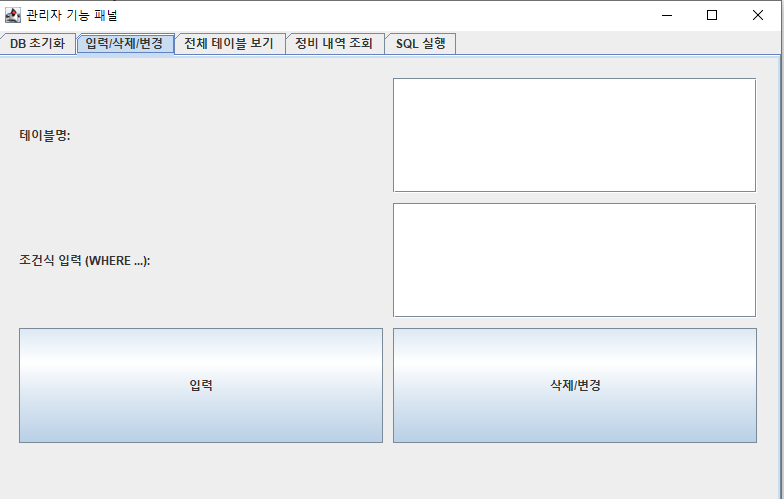 관리자 기능 패널
DB 초기화 입력/삭제/변경 전체 테이블 보기 정비 내역 조회 SQL 실행
테이블명:
조건식 입력 (WHERE ...):
입력 삭제/변경